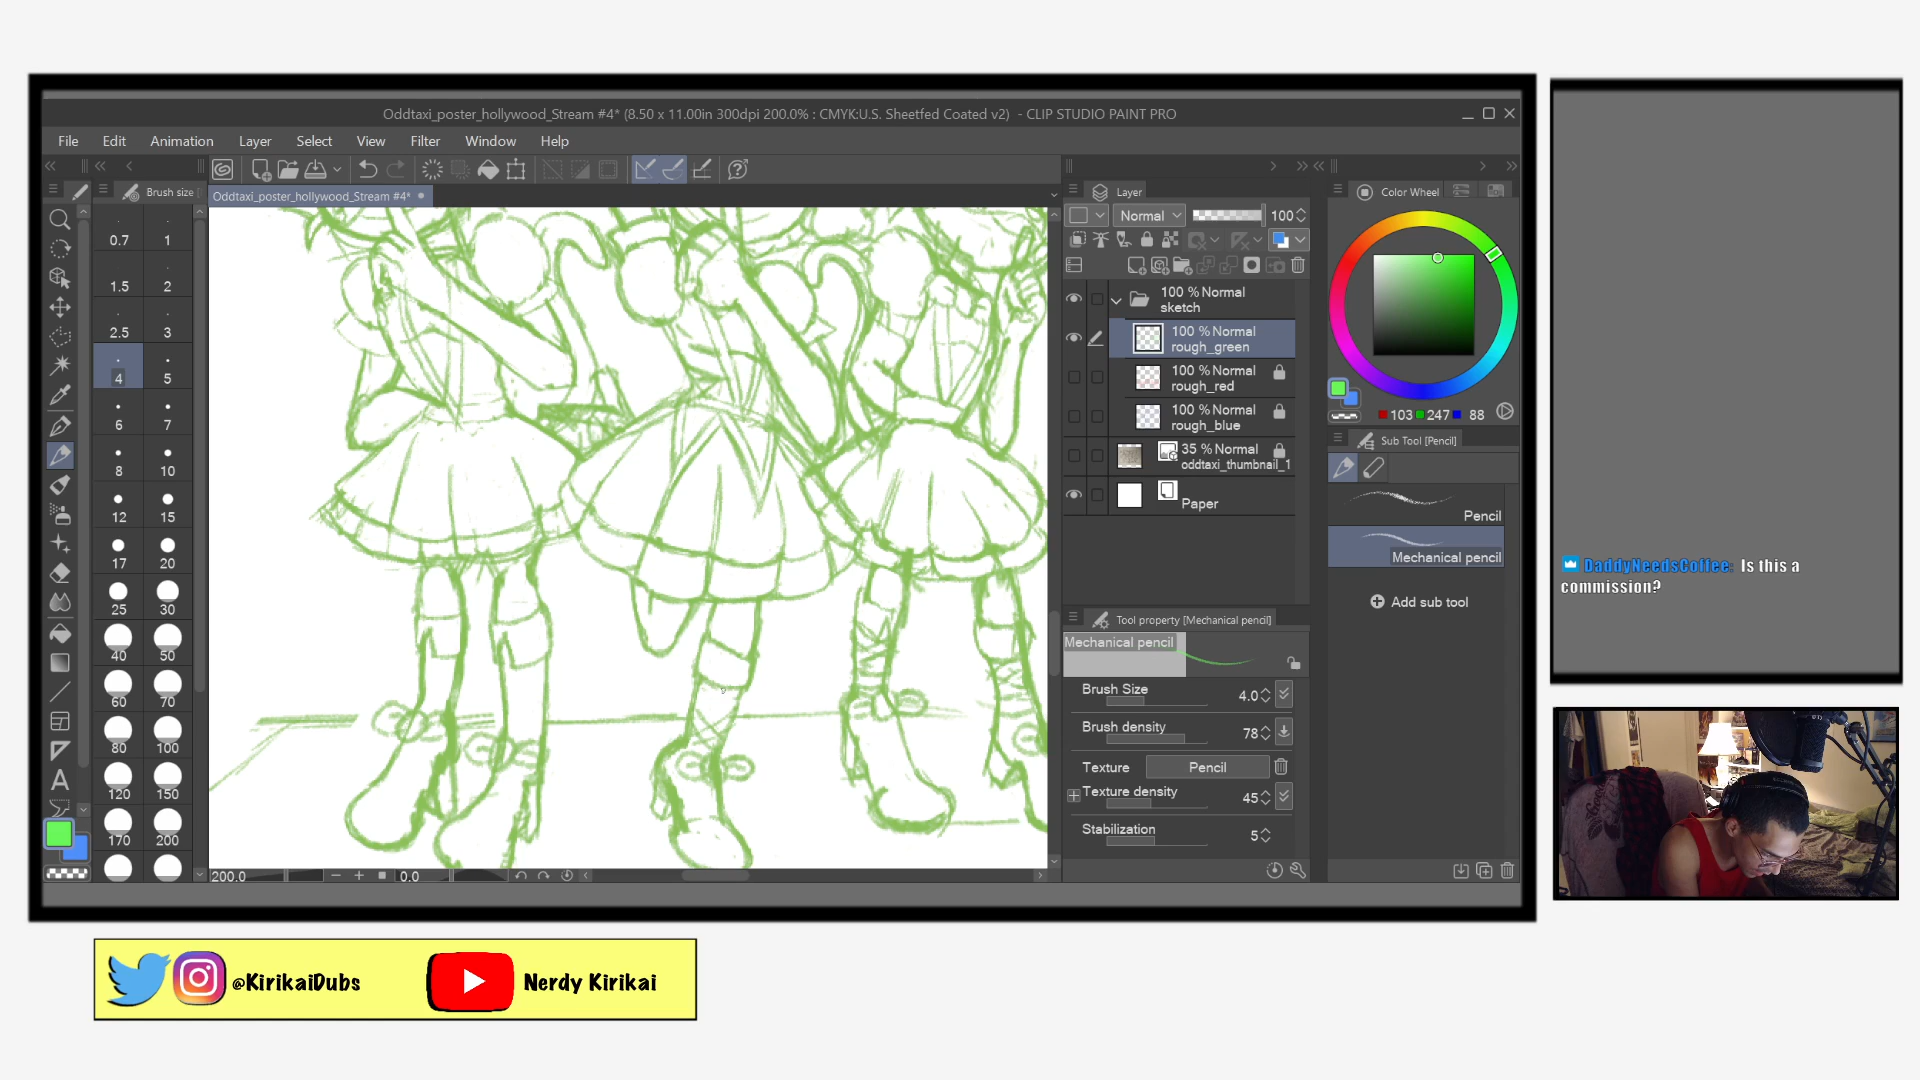 Oddtaxi_poster_hollywood_Stream #4* (8.50 x 11.00in 300dpi 200.0% : CMYK:U.S. Sheetfed Coated v2) - CLIP STUDIO PAINT PRO
File Edit Animation Layer Select View Filter Window Help
Brush size
Oddtaxi_poster_hollywood_Stream #4*
0.7 1
1.5 2
2.5 3
4 5
6 7
8 10
12 15
17 20
25 30
40 50
60 70
80 100
120 150
170 200
200.0
0.0
Layer
Normal 100
100 % Normal
sketch
100 % Normal
rough_green
100 % Normal
rough_red
100 % Normal
rough_blue
35 % Normal
oddtaxi_thumbnail_1
Paper
Tool property [Mechanical pencil]
Mechanical pencil
Brush Size 4.0
Brush density 78
Texture Pencil
Texture density 45
Stabilization 5
Color Wheel
103 247 88
Sub Tool [Pencil]
Pencil
Mechanical pencil
Add sub tool
DaddyNeedsCoffee: Is this a
commission?
@KirikaiDubs
Nerdy Kirikai